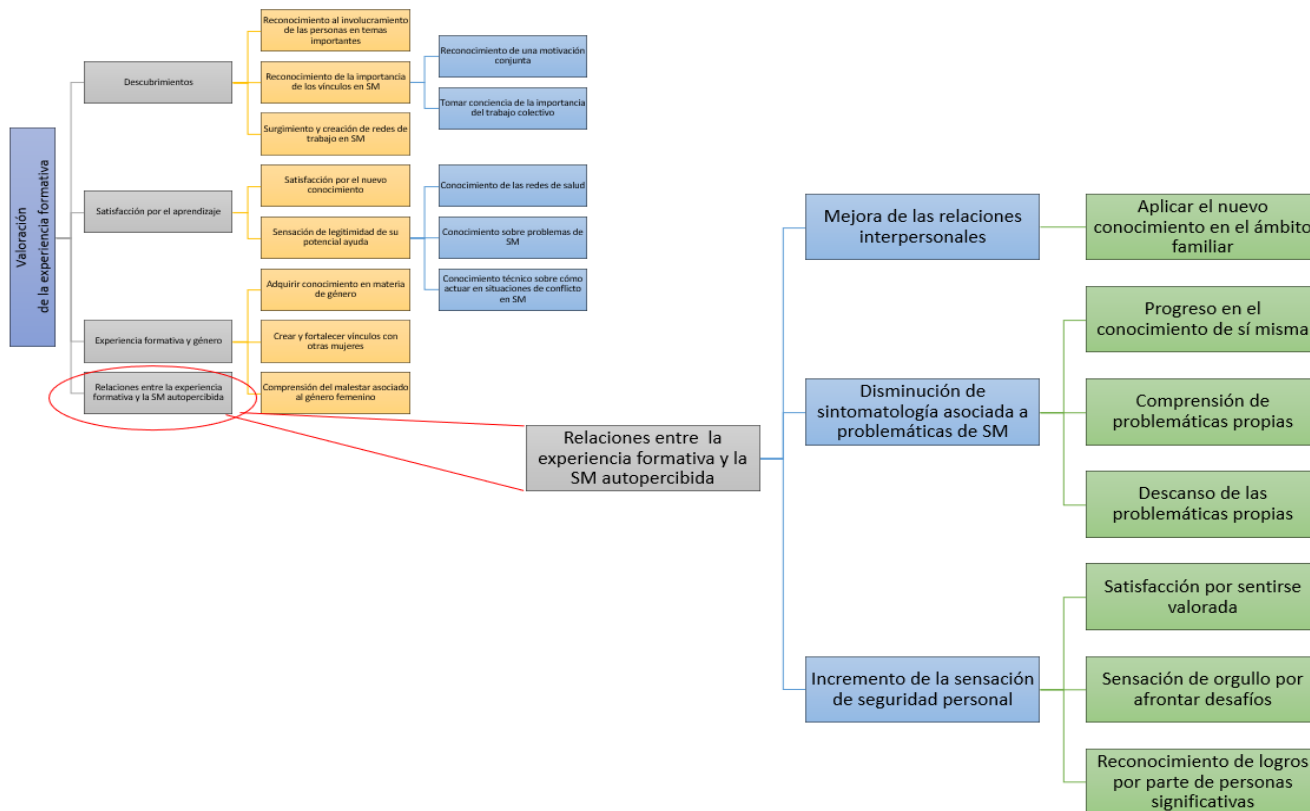 Valoración
de la experiencia formativa
Descubrimientos
Reconocimiento al involucramiento
de las personas en temas
importantes
Reconocimiento de la importancia
de los vínculos en SM
Reconocimiento de una motivación
conjunta
Tomar conciencia de la importancia
del trabajo colectivo
Surgimiento y creación de redes de
trabajo en SM
Satisfacción por el aprendizaje
Satisfacción por el nuevo
conocimiento
Sensación de legitimidad de su
potencial ayuda
Conocimiento de las redes de salud
Conocimiento sobre problemas de
SM
Conocimiento técnico sobre cómo
actuar en situaciones de conflicto
en SM
Experiencia formativa y género
Adquirir conocimiento en materia
de género
Crear y fortalecer vínculos con
otras mujeres
Comprensión del malestar asociado
al género femenino
Relaciones entre la experiencia
formativa y la SM autopercibida
Relaciones entre la
experiencia formativa y la
SM autopercibida
Mejora de las relaciones
interpersonales
Aplicar el nuevo
conocimiento en el ámbito
familiar
Disminución de
sintomatología asociada a
problemáticas de SM
Progreso en el
conocimiento de sí misma
Comprensión de
problemáticas propias
Descanso de las
problemáticas propias
Incremento de la sensación
de seguridad personal
Satisfacción por sentirse
valorada
Sensación de orgullo por
afrontar desafíos
Reconocimiento de logros
por parte de personas
significativas